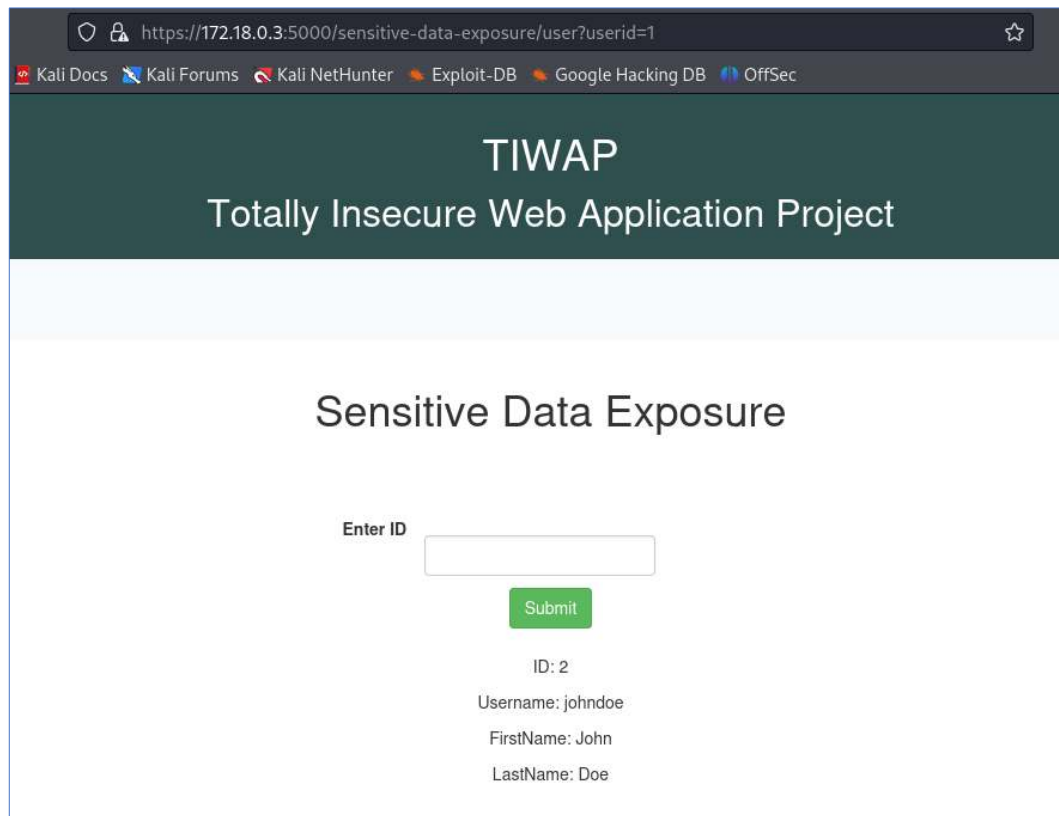 https://172.18.0.3:5000/sensitive-data-exposure/user?userid=1
Kali Docs Kali Forums Kali NetHunter Exploit-DB Google Hacking DB OffSec
TIWAP
Totally Insecure Web Application Project
Sensitive Data Exposure
Enter ID
Submit
ID: 2
Username: johndoe
FirstName: John
LastName: Doe